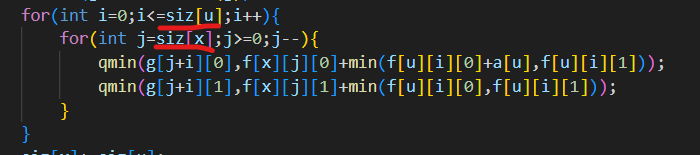 for(int i=0;i<=siz[u];i++){
for(int j=siz[x];j>=0;j--){
qmin(g[j+i][0],f[x][j][0]+min(f[u][i][0]+a[u],f[u][i][1]));
qmin(g[j+i][1],f[x][j][1]+min(f[u][i][0],f[u][i][1]));
}
}